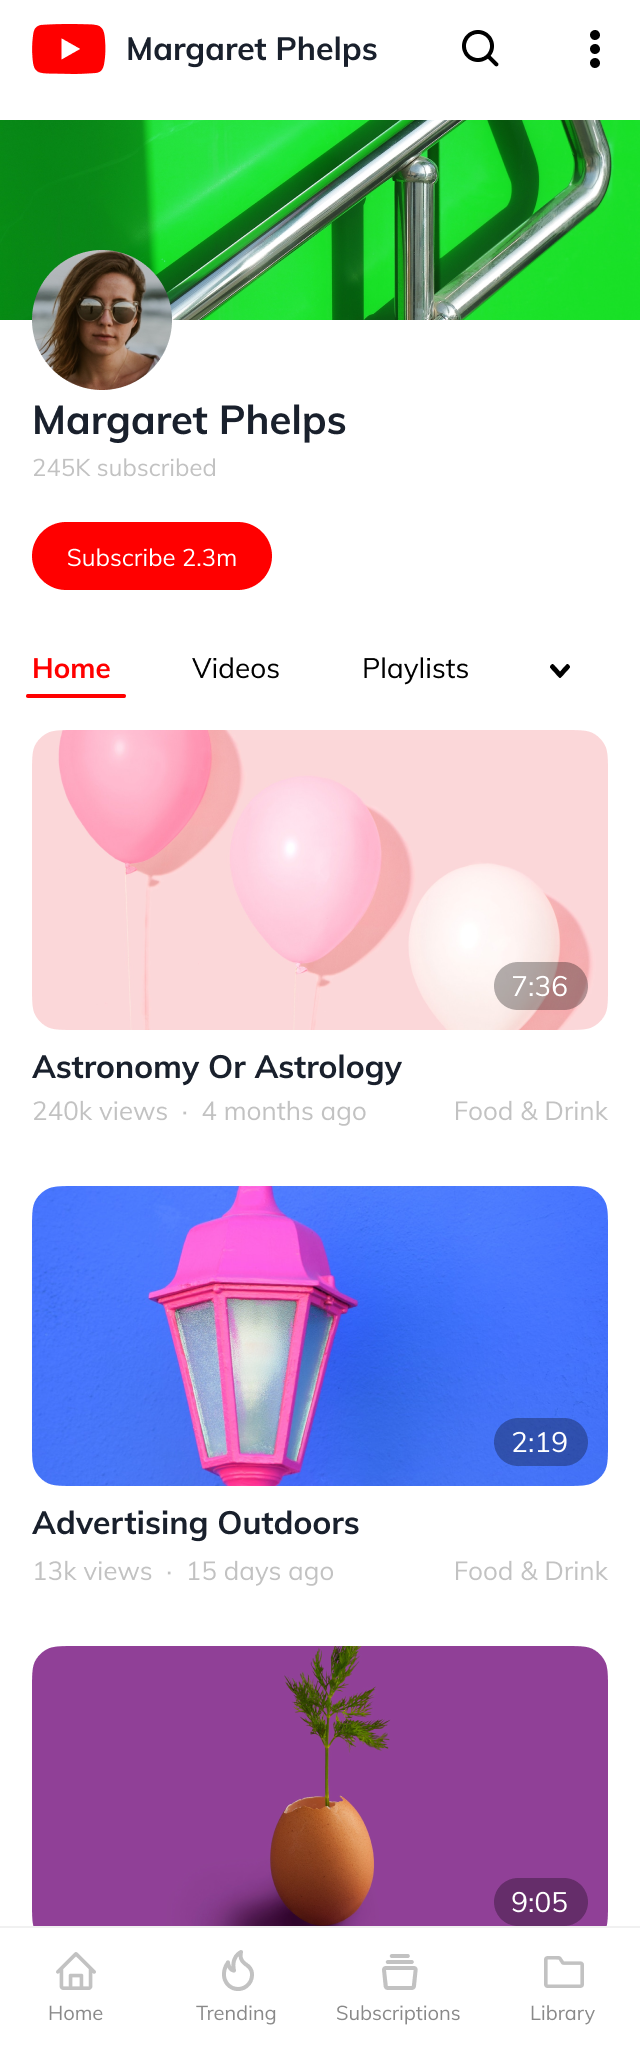 Margaret Phelps
Margaret Phelps
245K subscribed
Subscribe 2.3m
Home Videos Playlists
7:36
Astronomy Or Astrology
240k views · 4 months ago Food & Drink
2:19
Advertising Outdoors
13k views · 15 days ago Food & Drink
9:05
Home Trending Subscriptions Library